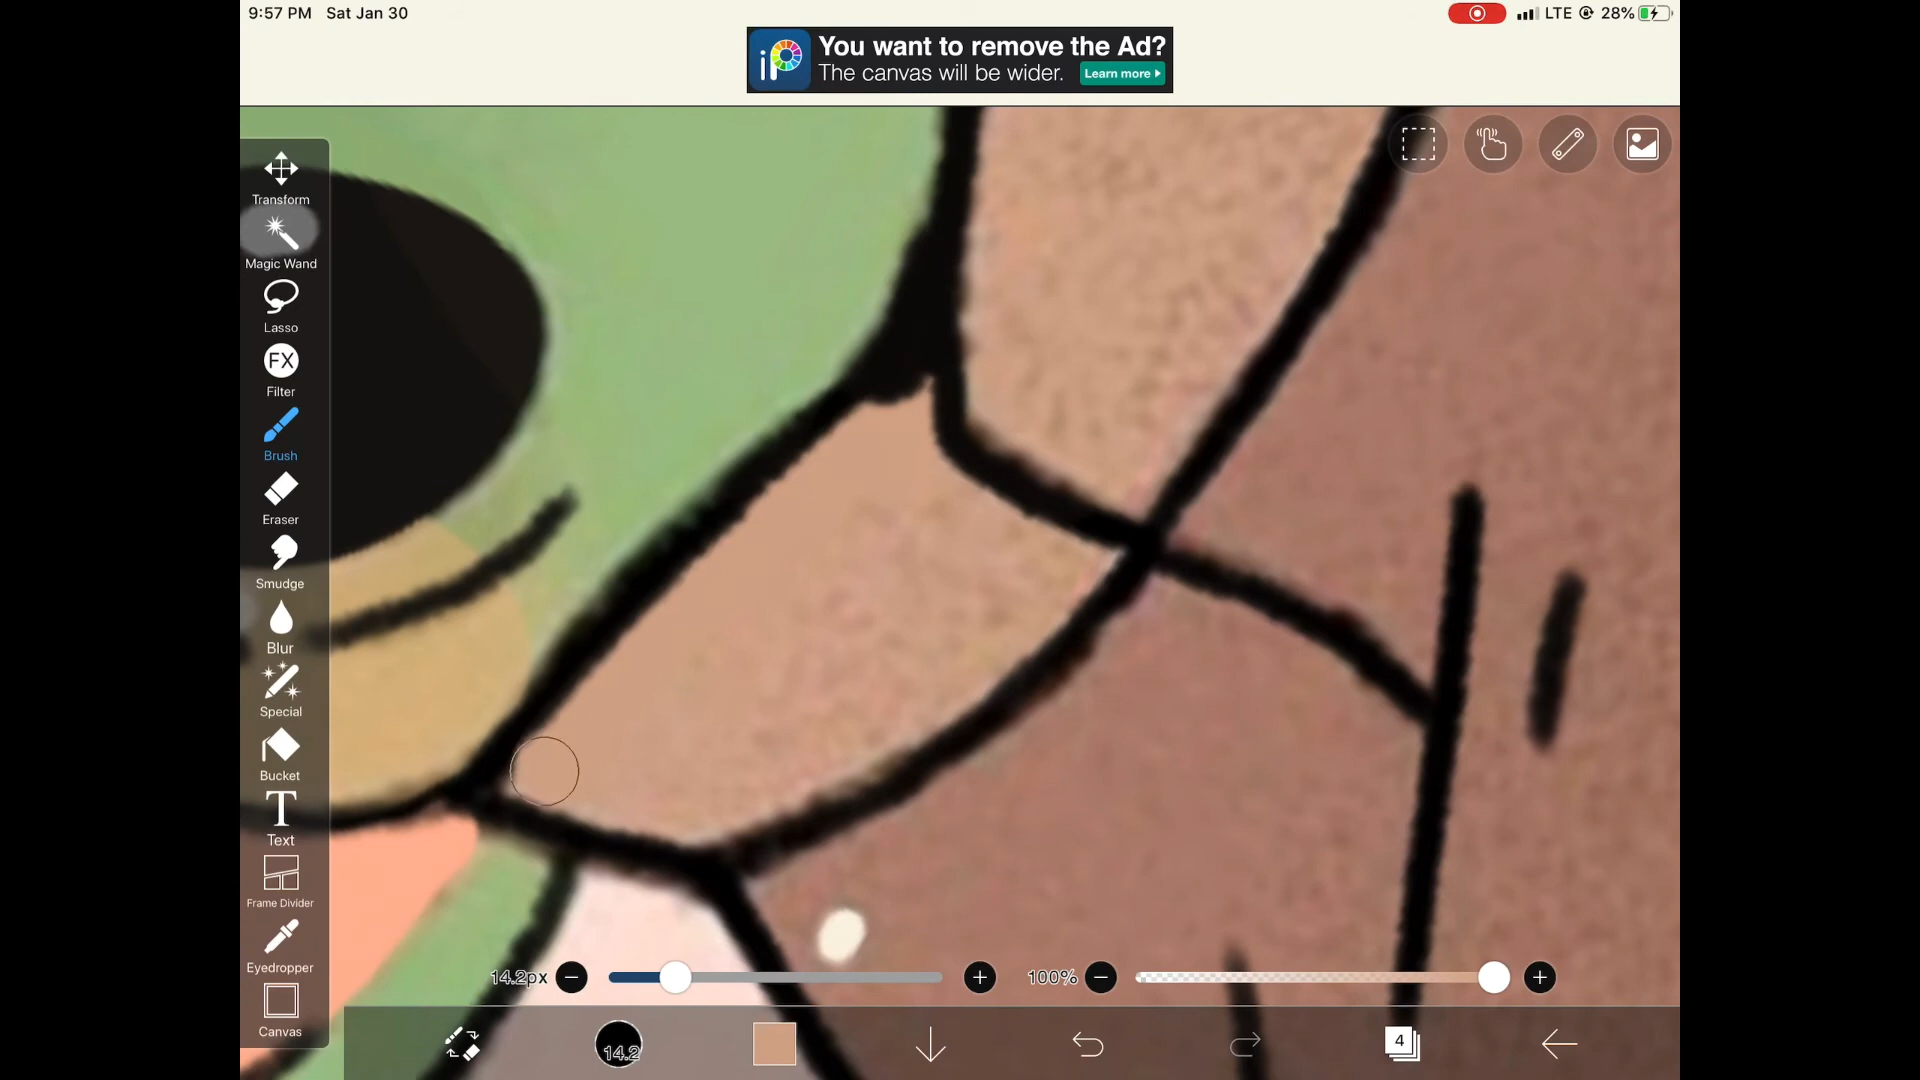 9:57 PM Sat Jan 30
LTE 28%
iP
You want to remove the Ad?
The canvas will be wider. Learn more
Transform
Magic Wand
Lasso
FX
Filter
Brush
Eraser
Smudge
Blur
Special
Bucket
T
Text
Frame Divider
Eyedropper
Canvas
14.2px
100%
14.2
4